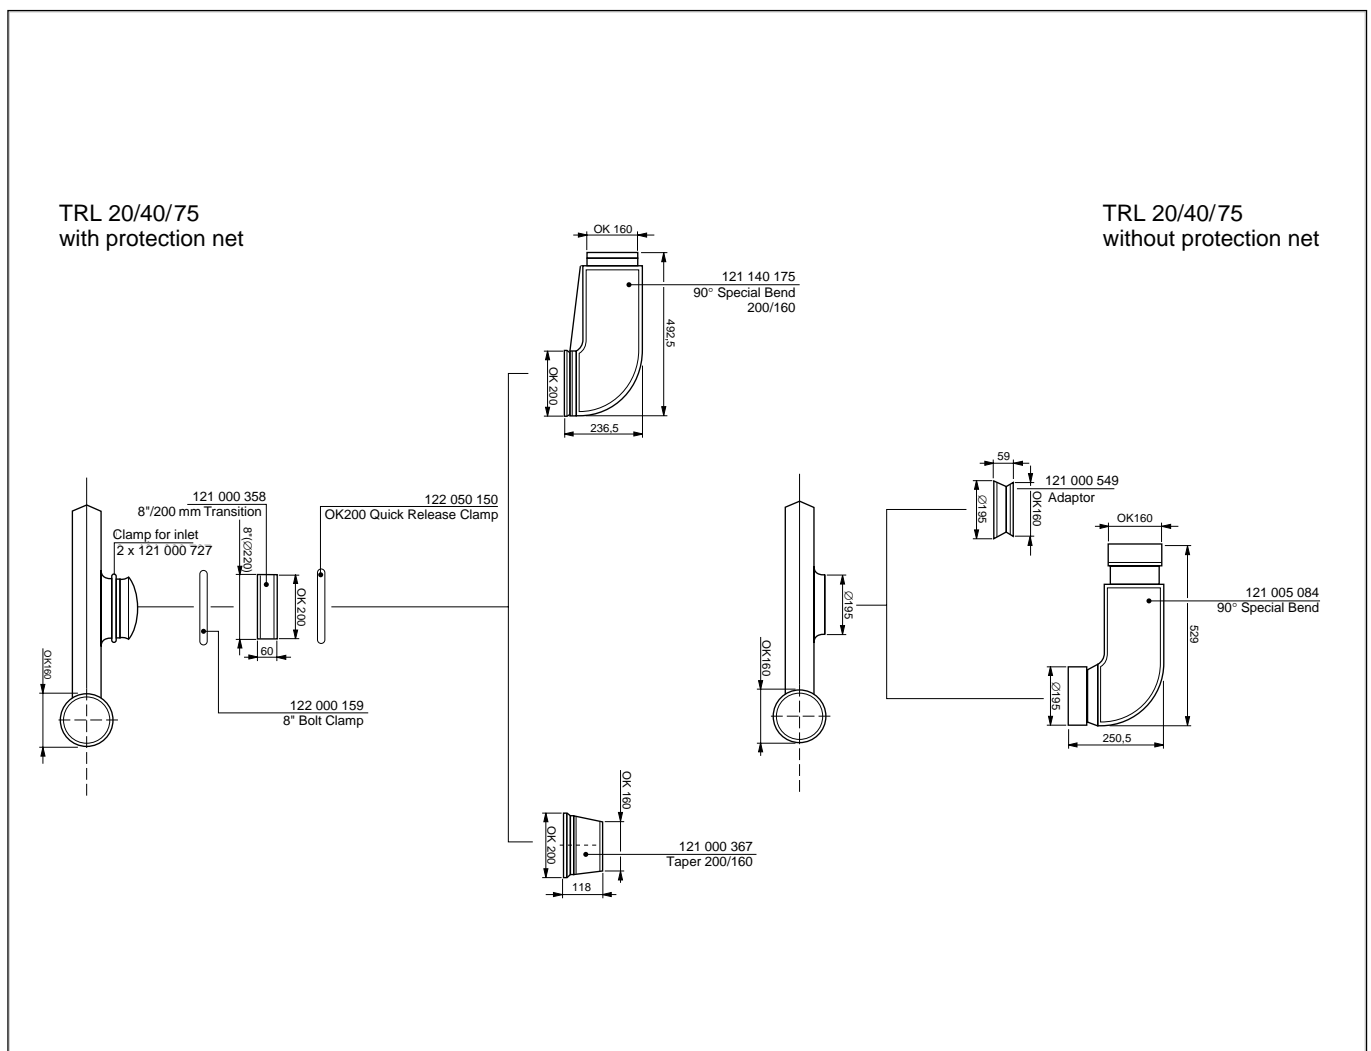 TRL 20/40/75
with protection net
TRL 20/40/75
without protection net
OK 160
121 140 175
90° Special Bend
200/160
492,5
OK 200
236,5
121 000 358
8"/200 mm Transition
122 050 150
OK200 Quick Release Clamp
Clamp for inlet
2 x 121 000 727
8"(Ø220)
OK 200
60
OK160
122 000 159
8" Bolt Clamp
OK 160
OK 200
121 000 367
Taper 200/160
118
59
121 000 549
Adaptor
Ø195
OK160
OK160
Ø195
121 005 084
90° Special Bend
529
OK160
Ø195
250,5